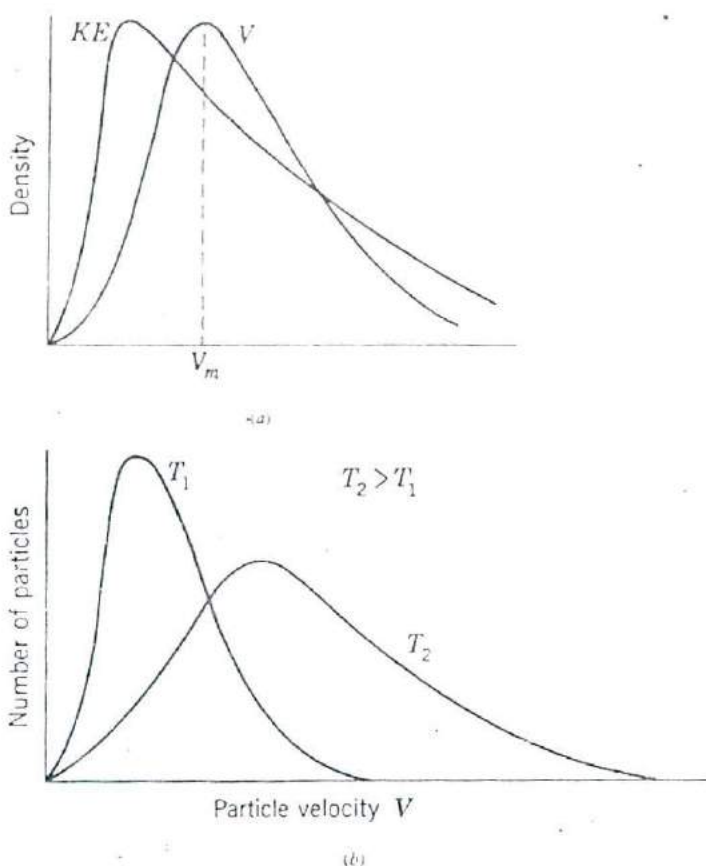 KE
V
Density
V_m
(a)
T_1
T_2 > T_1
Number of particles
T_2
Particle velocity V
(b)